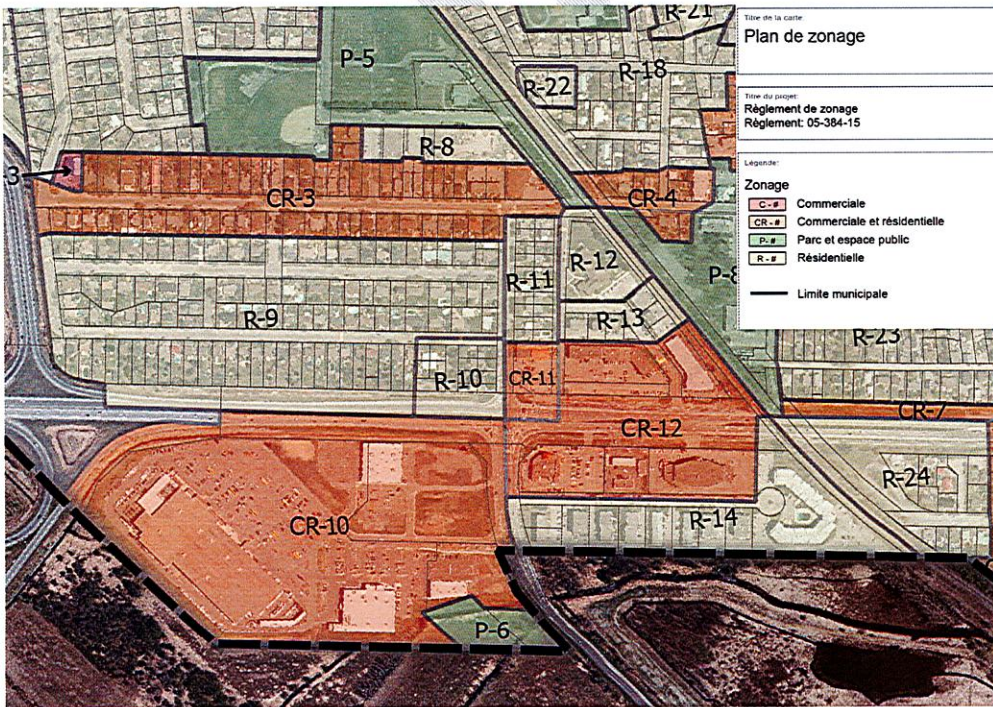 Titre de la carte
Plan de zonage
Titre du projet:
Règlement de zonage
Règlement: 05-384-15
Légende:
Zonage
C - # Commerciale
CR - # Commerciale et résidentielle
P- # Parc et espace public
R - # Résidentielle
Limite municipale
R-21
P-5
R-18
R-22
R-8
-3
CR-3
CR-4
R-12
P-8
R-11
R-9
R-13
R-23
R-10
CR-11
CR-7
CR-12
R-24
CR-10
R-14
P-6